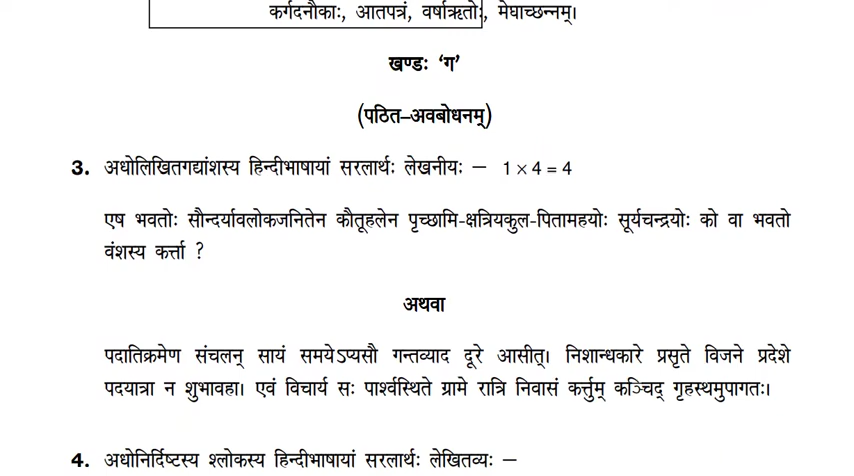 कर्गदनौकाः, आतपत्रं, वर्षाऋतोः, मेघाच्छन्नम्।
खण्डः ‘ग’
(पठित–अवबोधनम्)
3. अधोलिखितगद्यांशस्य हिन्दीभाषायां सरलार्थः लेखनीयः – 1 × 4 = 4
एष भवतोः सौन्दर्यावलोकजनितेन कौतूहलेन पृच्छामि-क्षत्रियकुल-पितामहयोः सूर्यचन्द्रयोः को वा भवतो
वंशस्य कर्त्ता ?
अथवा
पदातिक्रमेण संचलन् सायं समयेऽप्यसौ गन्तव्याद दूरे आसीत्। निशान्धकारे प्रसृते विजने प्रदेशे
पदयात्रा न शुभावहा। एवं विचार्य सः पार्श्वस्थिते ग्रामे रात्रि निवासं कर्त्तुम् कञ्चिद् गृहस्थमुपागतः।
4. अधोनिर्दिष्टस्य श्लोकस्य हिन्दीभाषायां सरलार्थः लेखितव्यः –